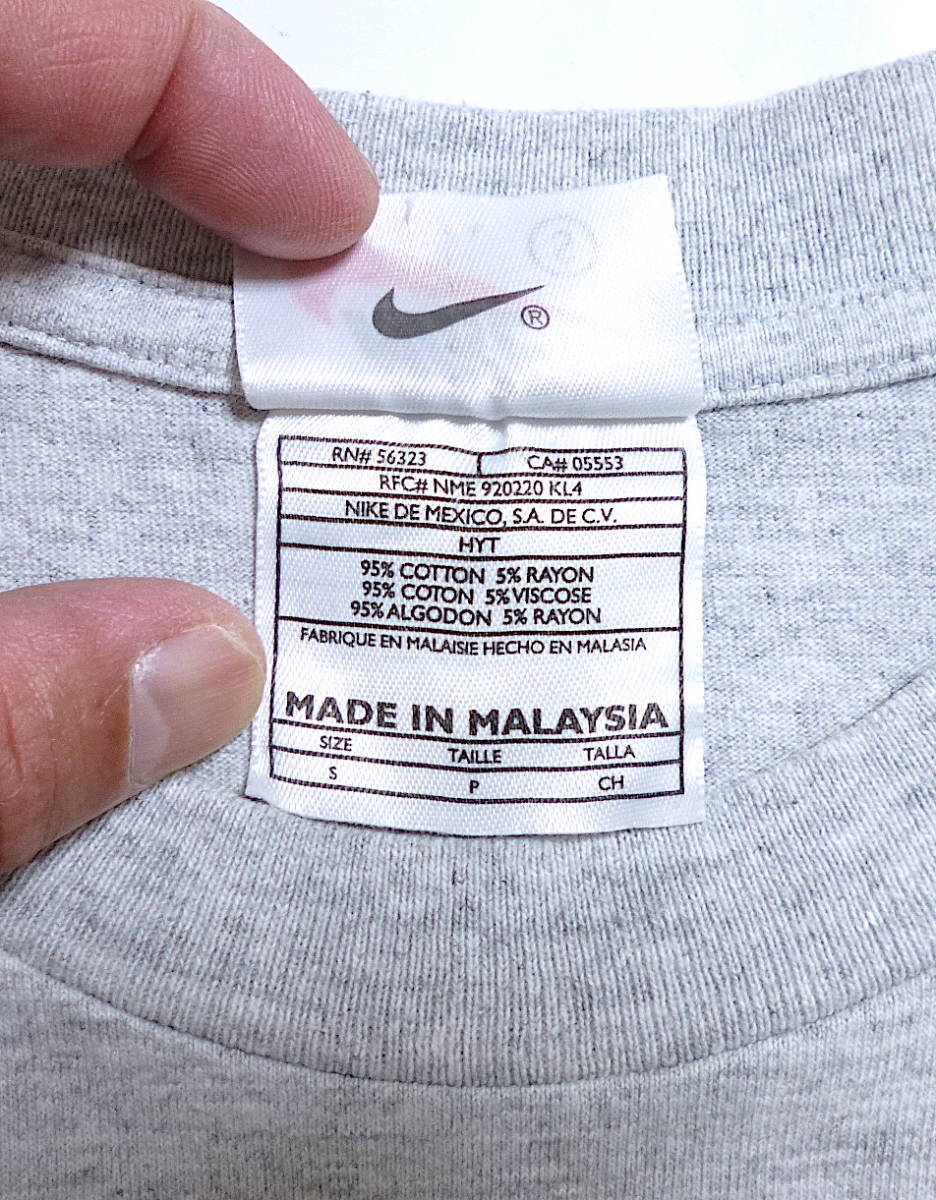 ®
RN# 56323 CA# 05553
RFC# NME 920220 KL4
NIKE DE MEXICO, S.A. DE C.V.
HYT
95% COTTON 5% RAYON
95% COTON 5% VISCOSE
95% ALGODON 5% RAYON
FABRIQUE EN MALAISIE HECHO EN MALASIA
MADE IN MALAYSIA
SIZE TAILLE TALLA
S P CH